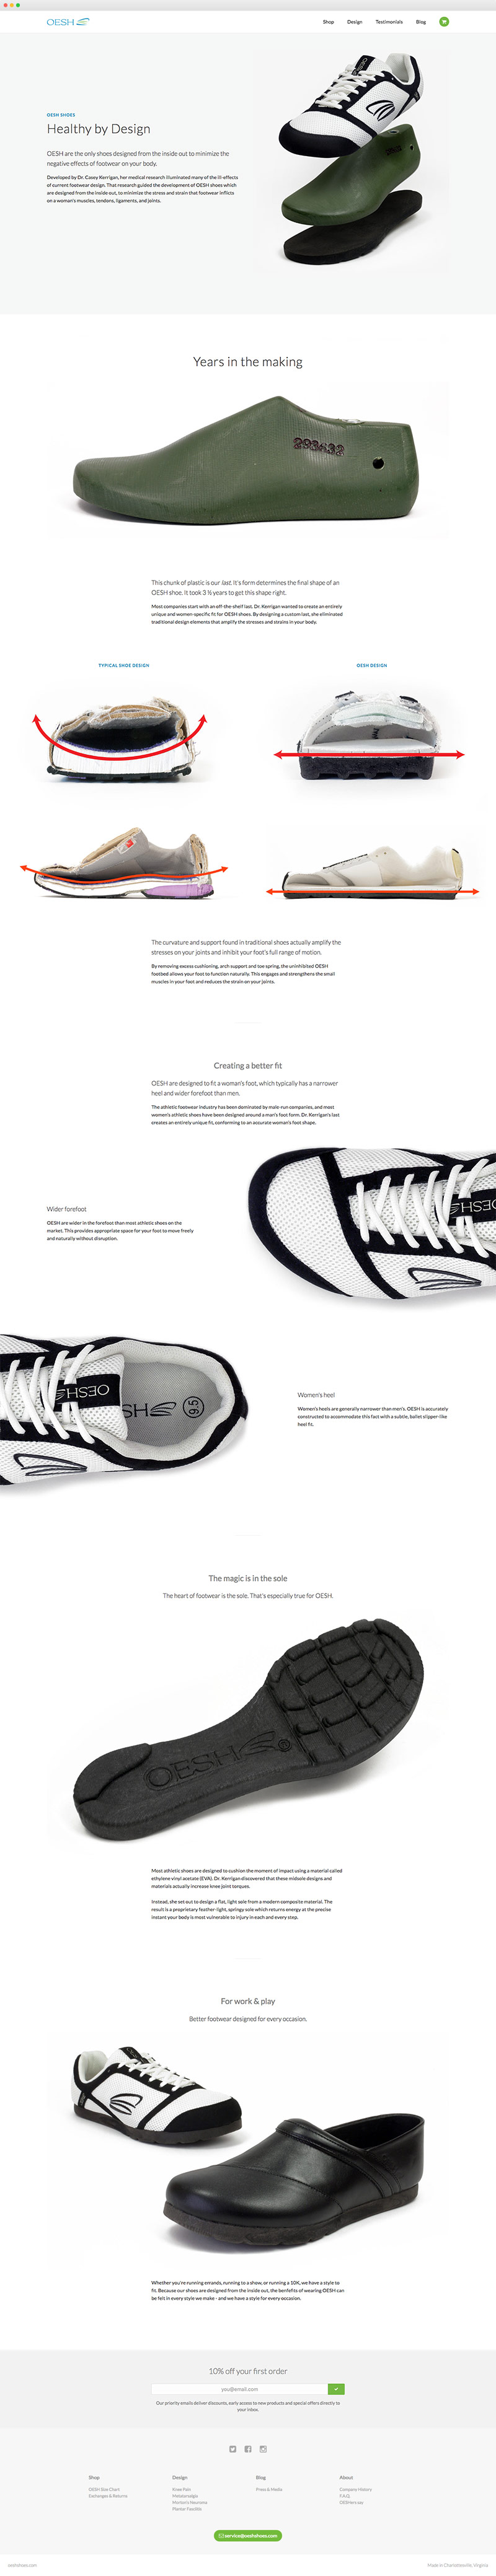 OESH
Shop Design Testimonials Blog
OESH SHOES
Healthy by Design
OESH are the only shoes designed from the inside out to minimize the
negative effects of footwear on your body.
Developed by Dr. Casey Kerrigan, her medical research illuminated many of the ill-effects
of current footwear design. That research guided the development of OESH shoes which
are designed from the inside out, to minimize the stress and strain that footwear inflicts
on a woman's muscles, tendons, ligaments, and joints.
Years in the making
This chunk of plastic is our last. It's form determines the final shape of an
OESH shoe. It took 3 ½ years to get this shape right.
Most companies start with an off-the-shelf last. Dr. Kerrigan wanted to create an entirely
unique and women-specific fit for OESH shoes. By designing a custom last, she eliminated
traditional design elements that amplify the stresses and strains in your body.
TYPICAL SHOE DESIGN
OESH DESIGN
The curvature and support found in traditional shoes actually amplify the
stresses on your joints and inhibit your foot's full range of motion.
By removing excess cushioning, arch support and toe spring, the uninhibited OESH
footbed allows your foot to function naturally. This engages and strengthens the small
muscles in your foot and reduces the strain on your joints.
Creating a better fit
OESH are designed to fit a woman's foot, which typically has a narrower
heel and wider forefoot than men.
The athletic footwear industry has been dominated by male-run companies, and most
women's athletic shoes have been designed around a man's foot form. Dr. Kerrigan's last
creates an entirely unique fit, conforming to an accurate women's foot shape.
OESH
Wider forefoot
OESH are wider in the forefoot than most athletic shoes on the
market. This provides appropriate space for your foot to move freely
and naturally without disruption.
OESH
SH
9.5
Women's heel
Women's heels are generally narrower than men's. OESH is accurately
constructed to accommodate this fact with a subtle, ballet slipper-like
heel fit.
The magic is in the sole
The heart of footwear is the sole. That's especially true for OESH.
OESH ®
Most athletic shoes are designed to cushion the moment of impact using a material called
ethylene vinyl acetate (EVA). Dr. Kerrigan discovered that these midsole designs and
materials actually increase knee joint torques.
Instead, she set out to design a flat, light sole from a modern composite material. The
result is a proprietary feather-light, springy sole which returns energy at the precise
instant your body is most vulnerable to injury in each and every step.
For work & play
Better footwear designed for every occasion.
Whether you're running errands, running to a show, or running a 10K, we have a style to
fit. Because our shoes are designed from the inside out, the benfefits of wearing OESH can
be felt in every style we make - and we have a style for every occasion.
10% off your first order
you@email.com
Our priority emails deliver discounts, early access to new products and special offers directly to
your inbox.
Shop Design Blog About
OESH Size Chart Knee Pain Press & Media Company History
Exchanges & Returns Metatarsalgia F.A.Q.
Morton's Neuroma
Plantar Fasciitis
service@oeshshoes.com
oeshshoes.com
Made in Charlottesville, Virginia